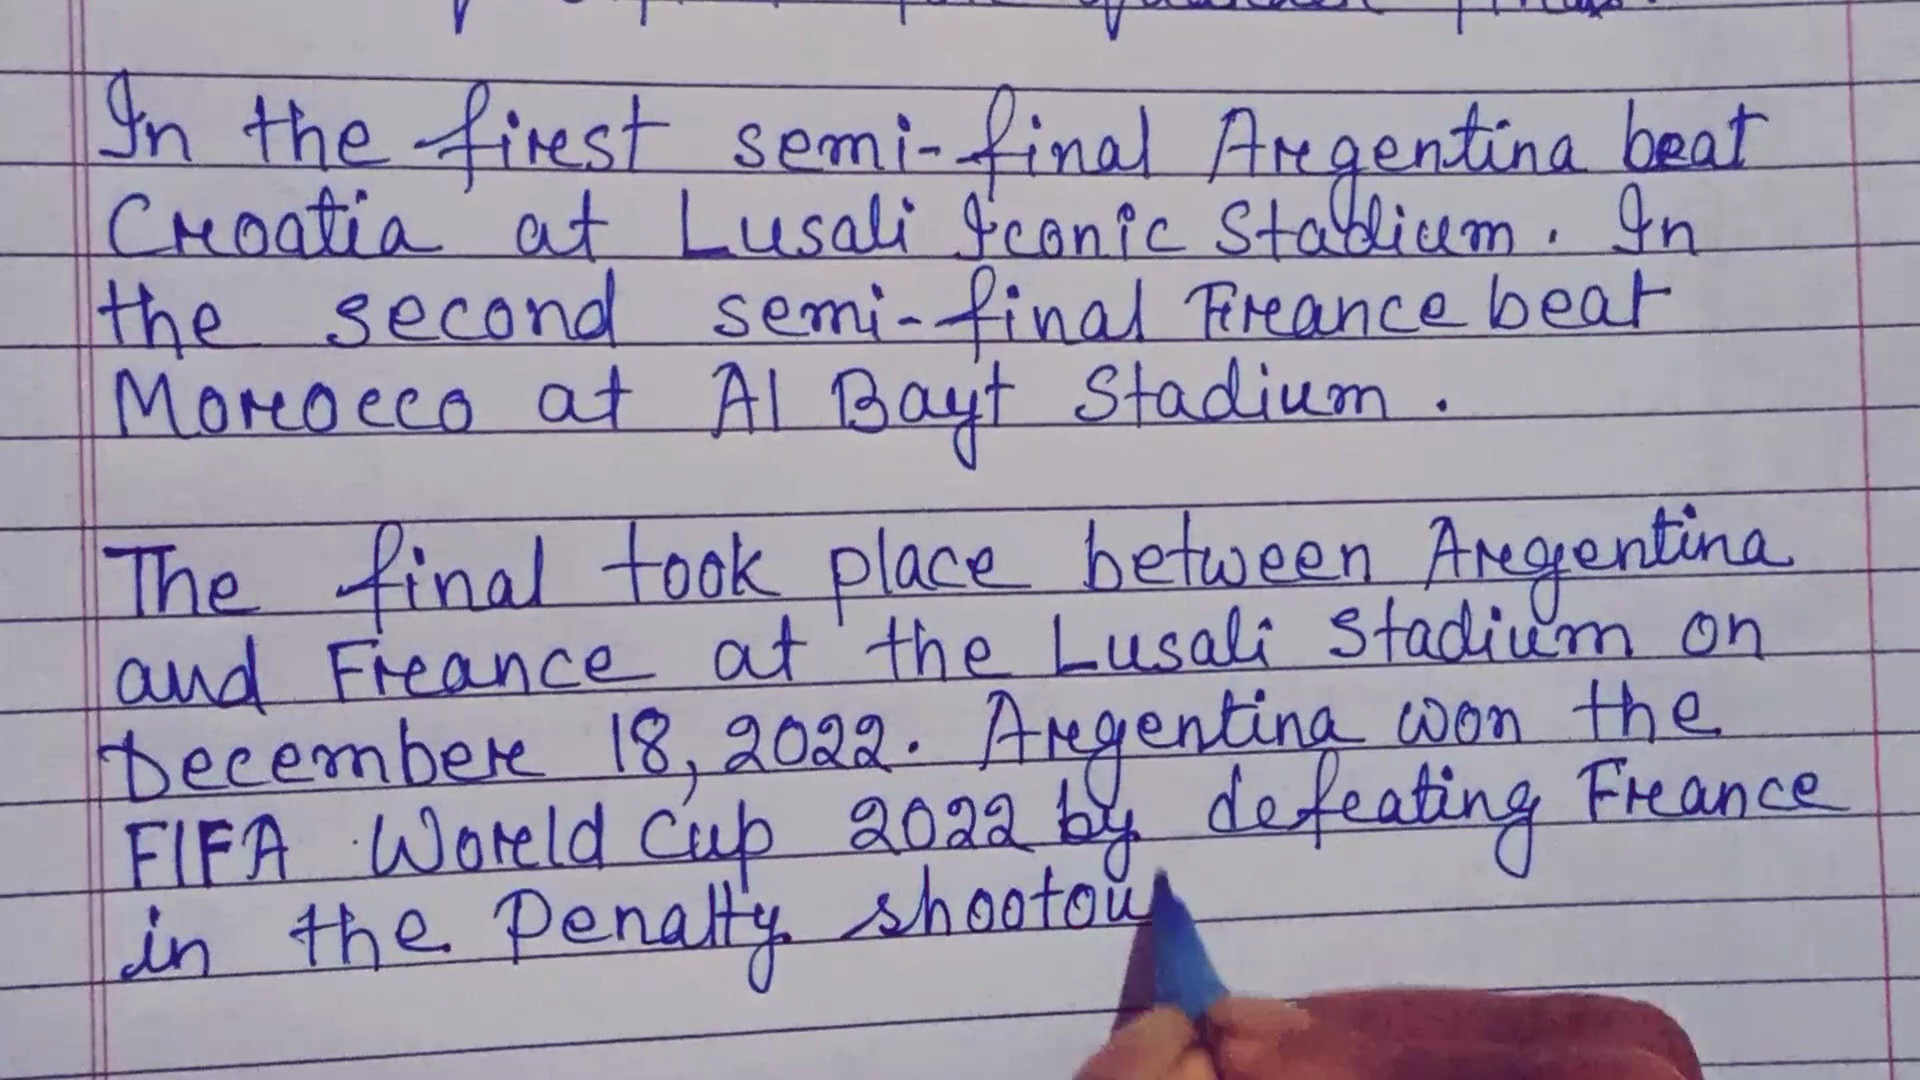 In the first semi-final Argentina beat
Croatia at Lusali Iconic Stadium. In
the second semi-final France beat
Morocco at Al Bayt Stadium.
The final took place between Argentina
and France at the Lusali Stadium on
December 18, 2022. Argentina won the
FIFA World Cup 2022 by defeating France
in the Penalty shootou